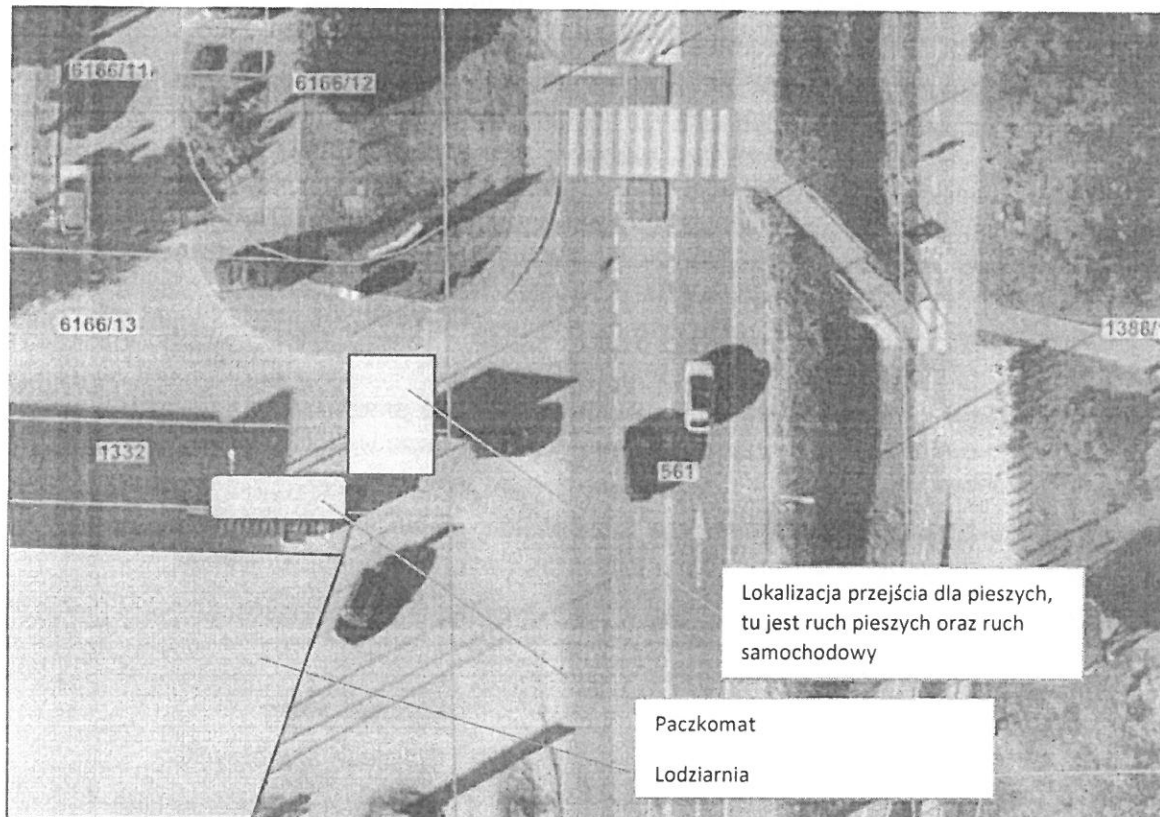 6166/11
6166/12
6166/13
1388/1
1332
561
Lokalizacja przejścia dla pieszych,
tu jest ruch pieszych oraz ruch
samochodowy
Paczkomat
Lodziarnia